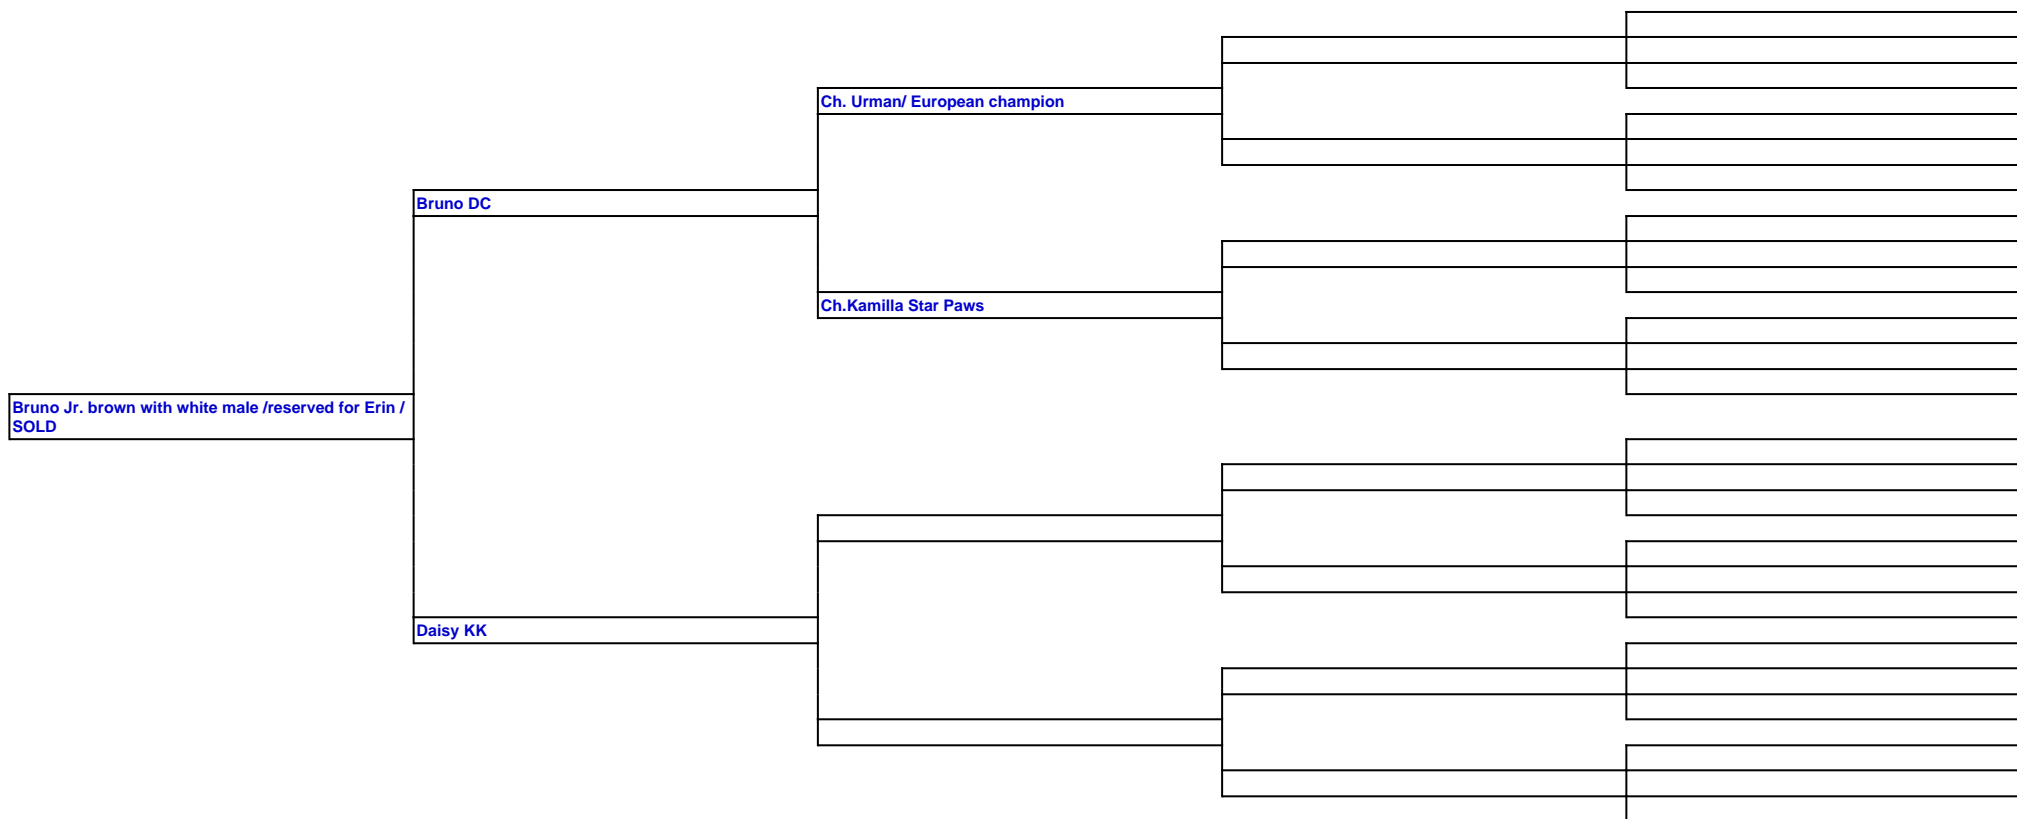 Ch. Urman/ European champion
Bruno DC
Ch.Kamilla Star Paws
Bruno Jr. brown with white male /reserved for Erin /
SOLD
Daisy KK